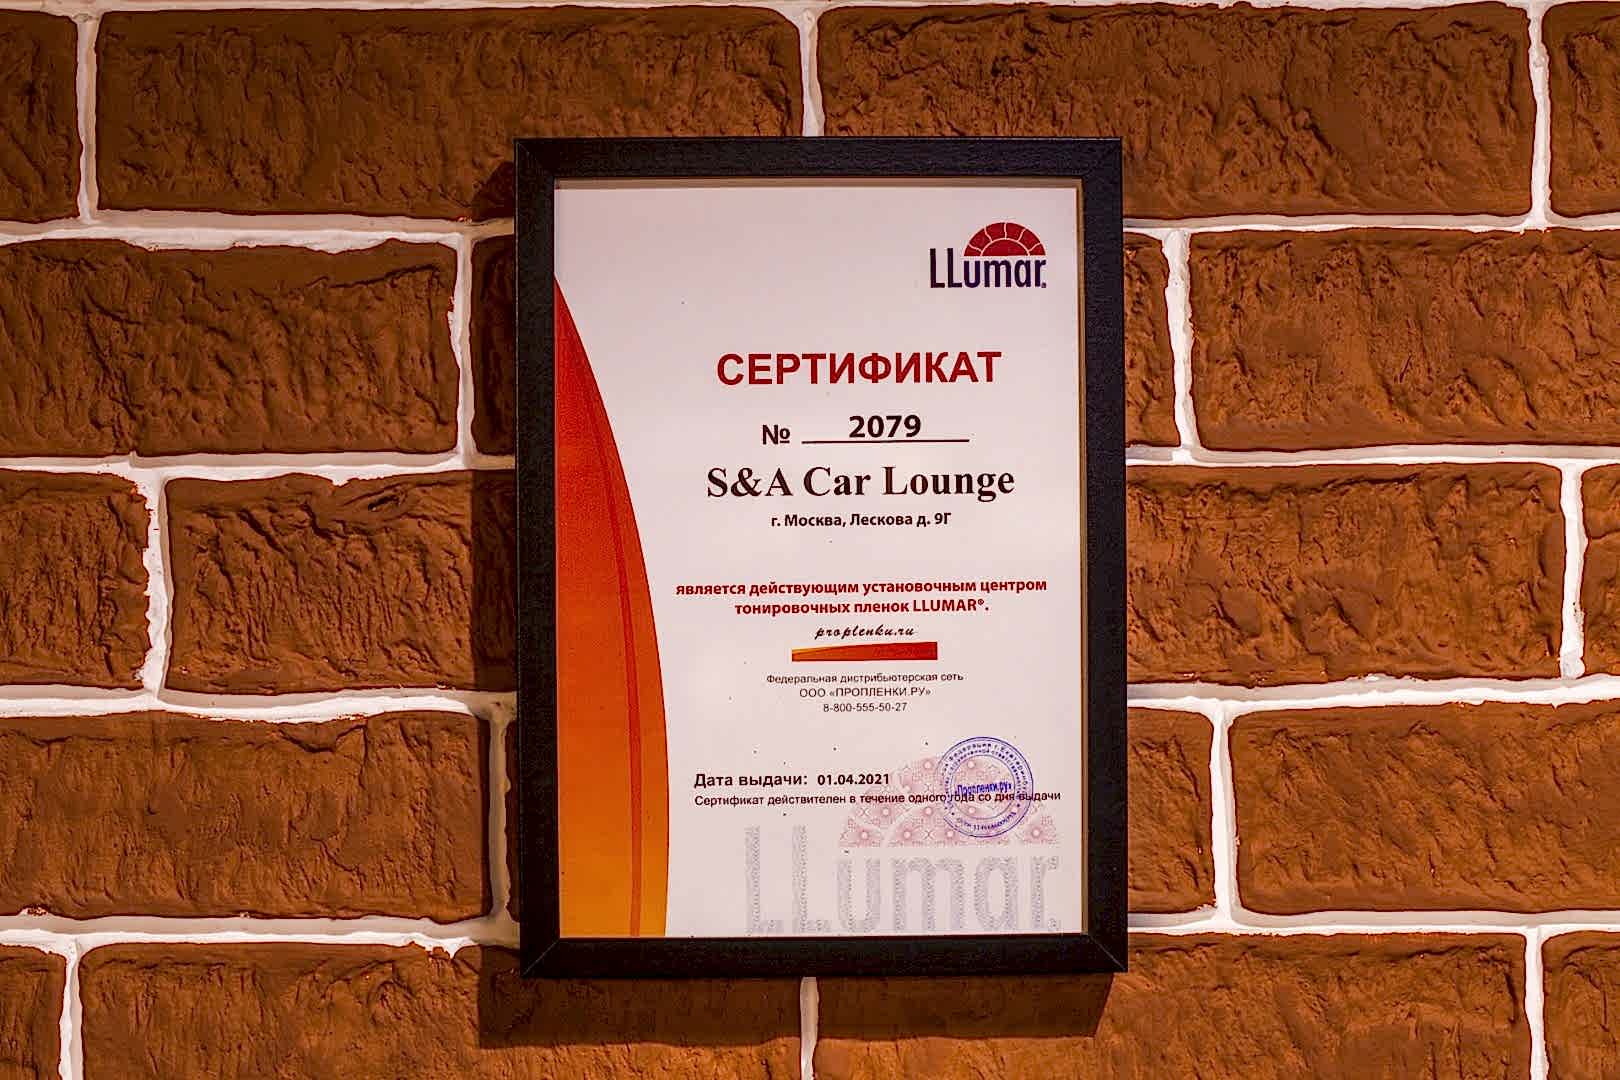 LLumar®
СЕРТИФИКАТ
№ 2079
S&A Car Lounge
г. Москва, Лескова д. 9Г
является действующим установочным центром
тонировочных пленок LLUMAR®.
proplenku.ru
Федеральная дистрибьютерская сеть
ООО «ПРОПЛЕНКИ.РУ»
8-800-555-50-27
Дата выдачи: 01.04.2021
Сертификат действителен в течение одного года со дня выдачи
«Пропленки.ру»
LLumar